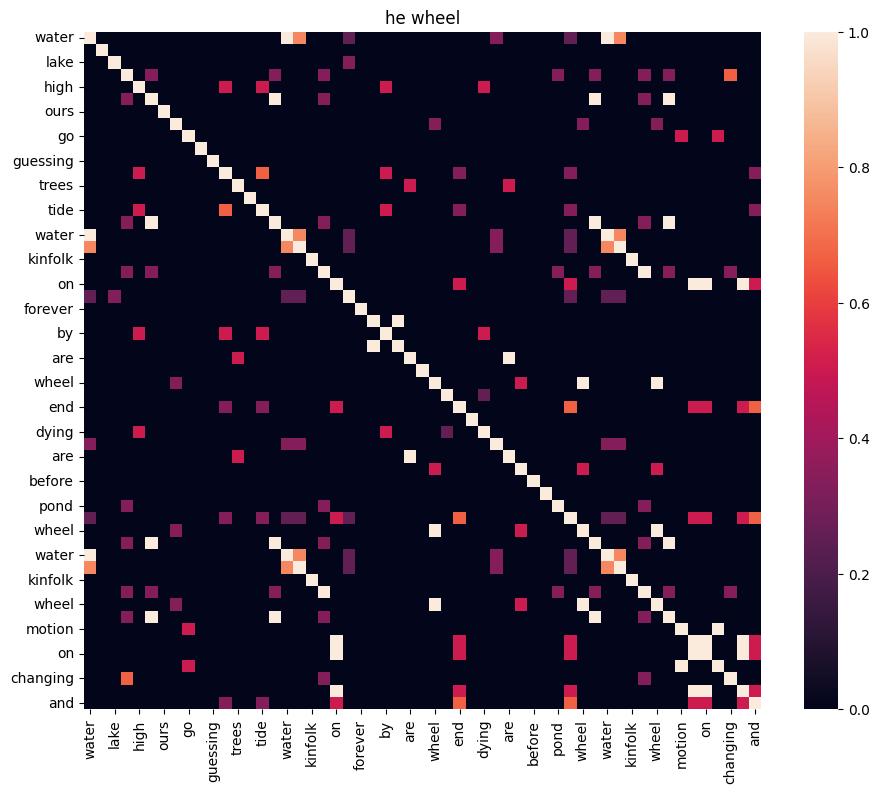 he wheel
water
lake
high
ours
go
guessing
trees
tide
water
kinfolk
on
forever
by
are
wheel
end
dying
are
before
pond
wheel
water
kinfolk
wheel
motion
on
changing
and
water
lake
high
ours
go
guessing
trees
tide
water
kinfolk
on
forever
by
are
wheel
end
dying
are
before
pond
wheel
water
kinfolk
wheel
motion
on
changing
and
1.0
0.8
0.6
0.4
0.2
0.0